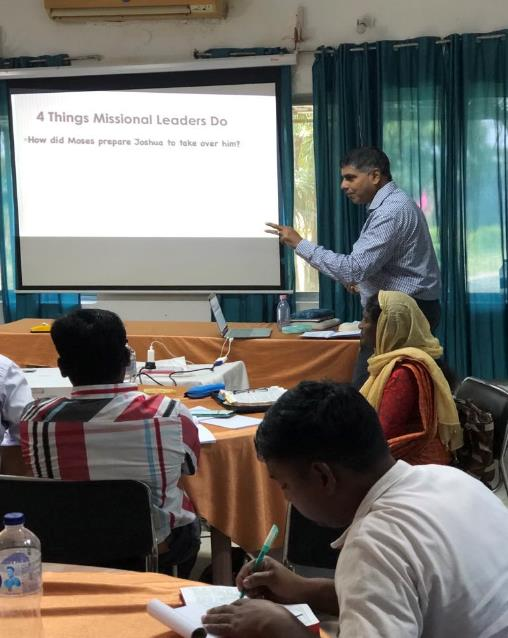 4 Things Missional Leaders Do
How did Moses prepare Joshua to take over him?